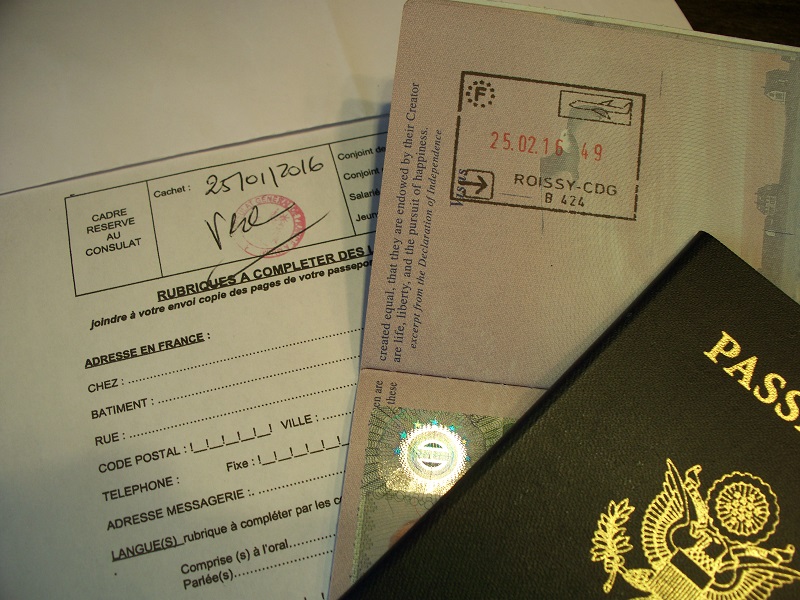 CADRE
RESERVE
AU
CONSULAT
Cachet : 25/01/2016
Conjoint de
Conjoint
Salarié
Jeun
RUBRIQUES A COMPLETER DES
joindre à votre envoi copie des pages de votre passepor
ADRESSE EN FRANCE :
CHEZ :
BATIMENT :
RUE :
CODE POSTAL : !_!_!_!_!_! VILLE :
TELEPHONE : Fixe : !_!_!_!_!_!
ADRESSE MESSAGERIE :
LANGUE(S) rubrique à compléter par les c
Comprise (s) à l'oral
Parlée(s)
created equal, that they are endowed by their Creator
are life, liberty, and the pursuit of happiness.
excerpt from the Declaration of Independence
Visas
F
25.02.16 49
ROISSY-CDG
B 424
en are
these
PASS